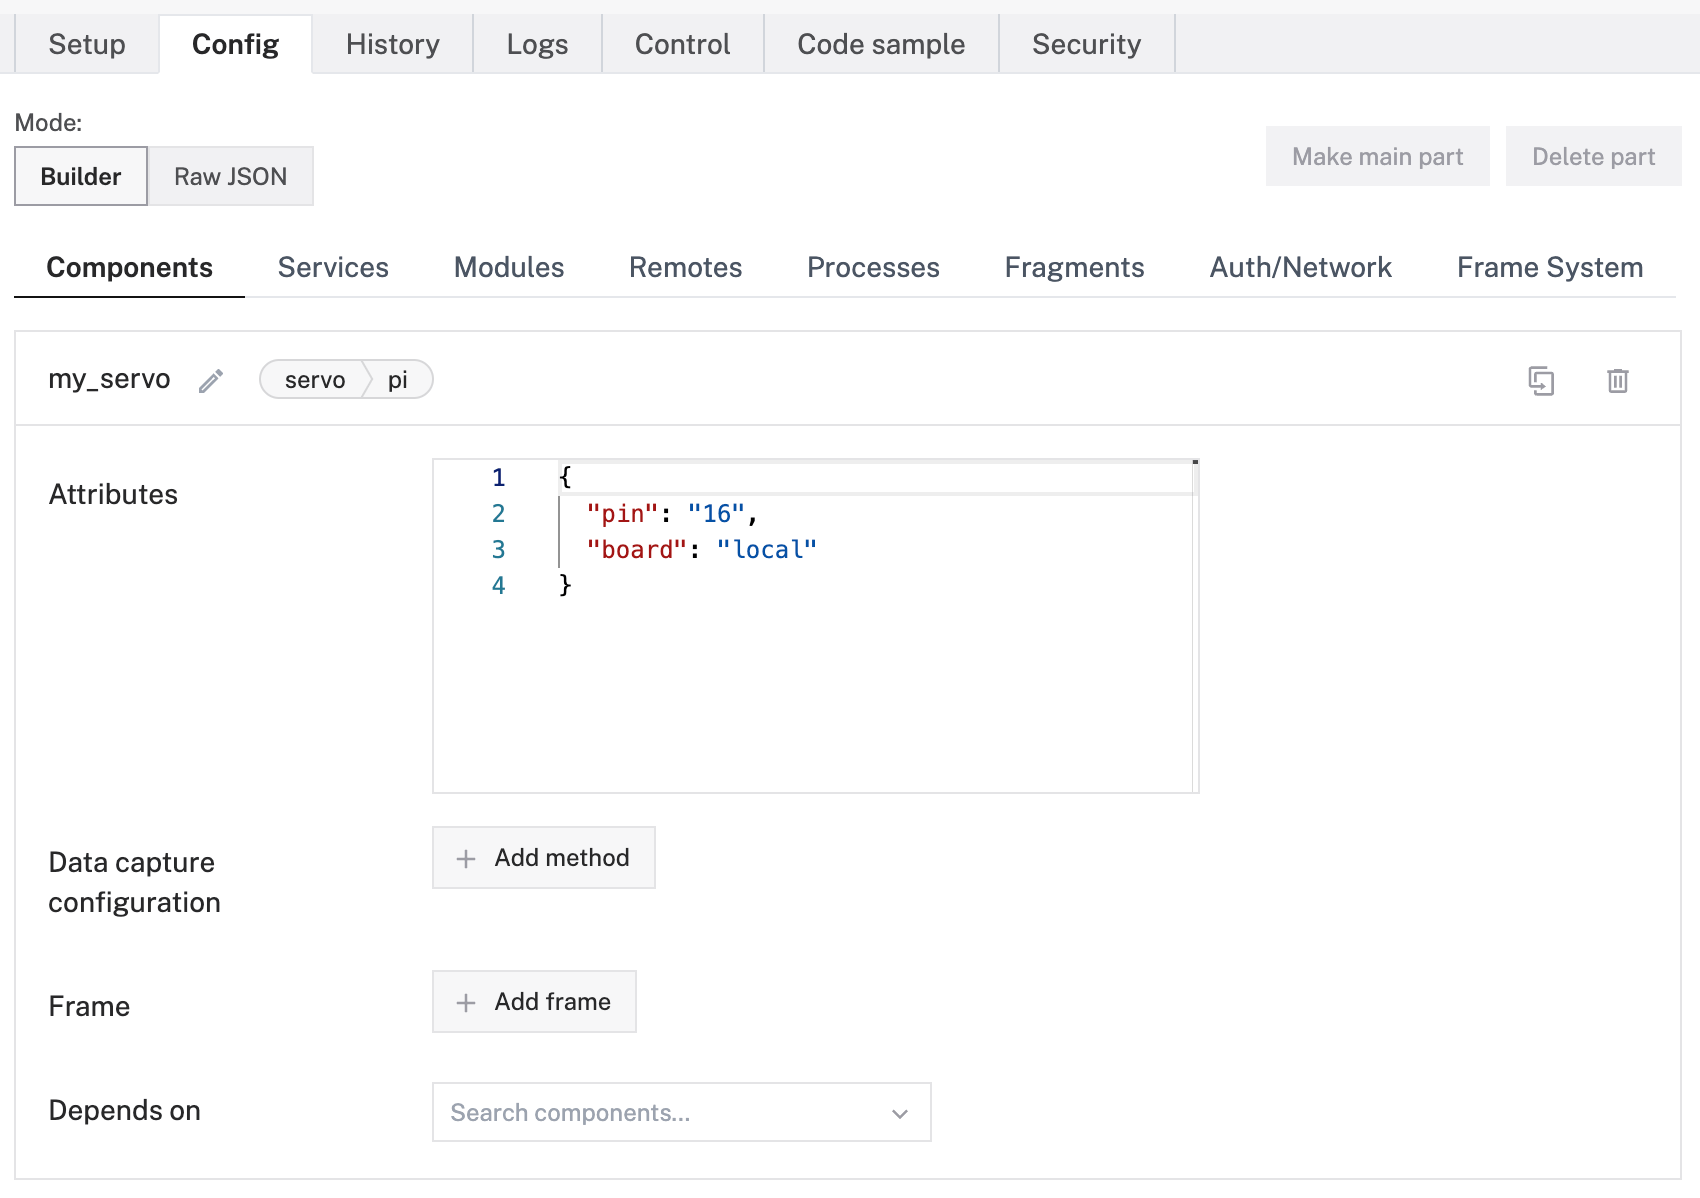 Setup Config History Logs Control Code sample Security
Mode:
Builder Raw JSON Make main part Delete part
Components Services Modules Remotes Processes Fragments Auth/Network Frame System
my_servo servo pi
Attributes
1 {
2 "pin": "16",
3 "board": "local"
4 }
Data capture
configuration
+ Add method
Frame + Add frame
Depends on Search components...